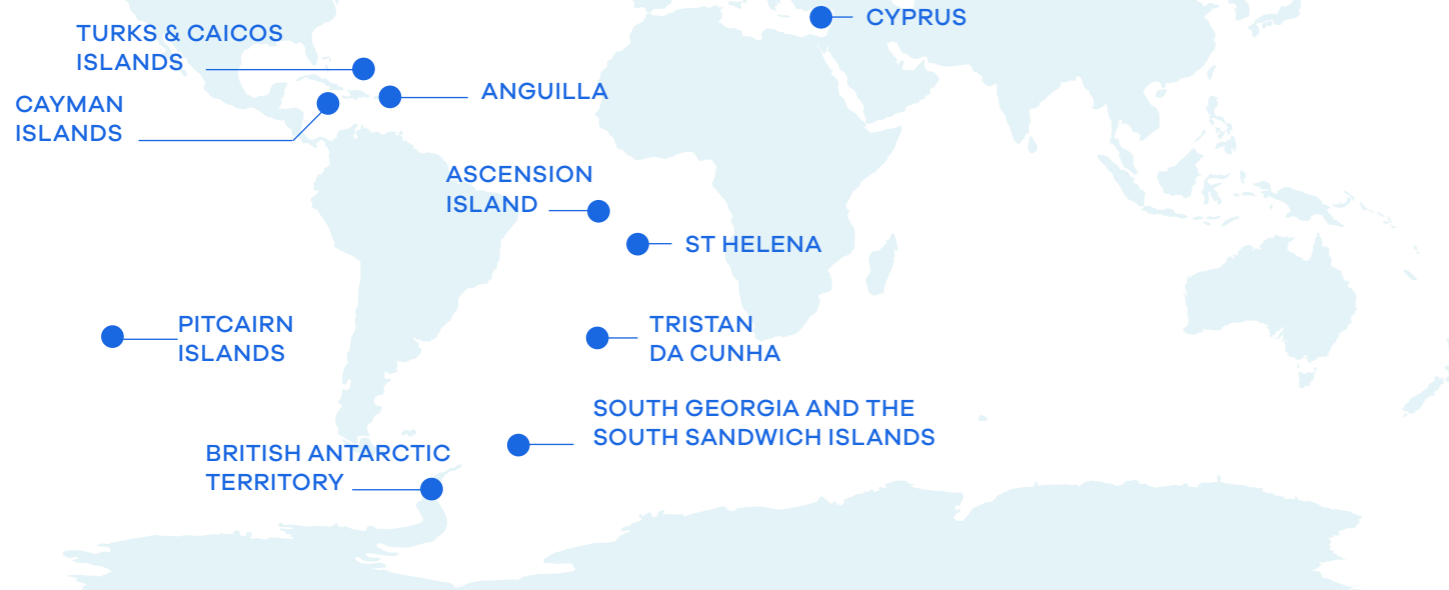 CYPRUS
TURKS & CAICOS
ISLANDS
ANGUILLA
CAYMAN
ISLANDS
ASCENSION
ISLAND
ST HELENA
PITCAIRN
ISLANDS
TRISTAN
DA CUNHA
SOUTH GEORGIA AND THE
SOUTH SANDWICH ISLANDS
BRITISH ANTARCTIC
TERRITORY